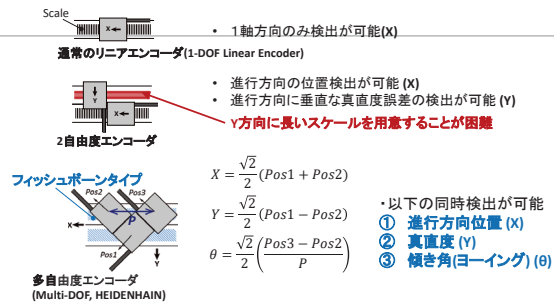 Scale
X
・ 1軸方向のみ検出が可能(X)
通常のリニアエンコーダ(1-DOF Linear Encoder)
Y
X
・ 進行方向の位置検出が可能 (X)
・ 進行方向に垂直な真直度誤差の検出が可能 (Y)
Y方向に長いスケールを用意することが困難
2自由度エンコーダ
フィッシュボーンタイプ
Pos2
Pos3
P
X
Pos1
Y
X = √2/2 (Pos1 + Pos2)
Y = √2/2 (Pos1 − Pos2)
θ = √2/2 ((Pos3 − Pos2)/P)
・以下の同時検出が可能
① 進行方向位置 (X)
② 真直度 (Y)
③ 傾き角(ヨーイング) (θ)
多自由度エンコーダ
(Multi-DOF, HEIDENHAIN)